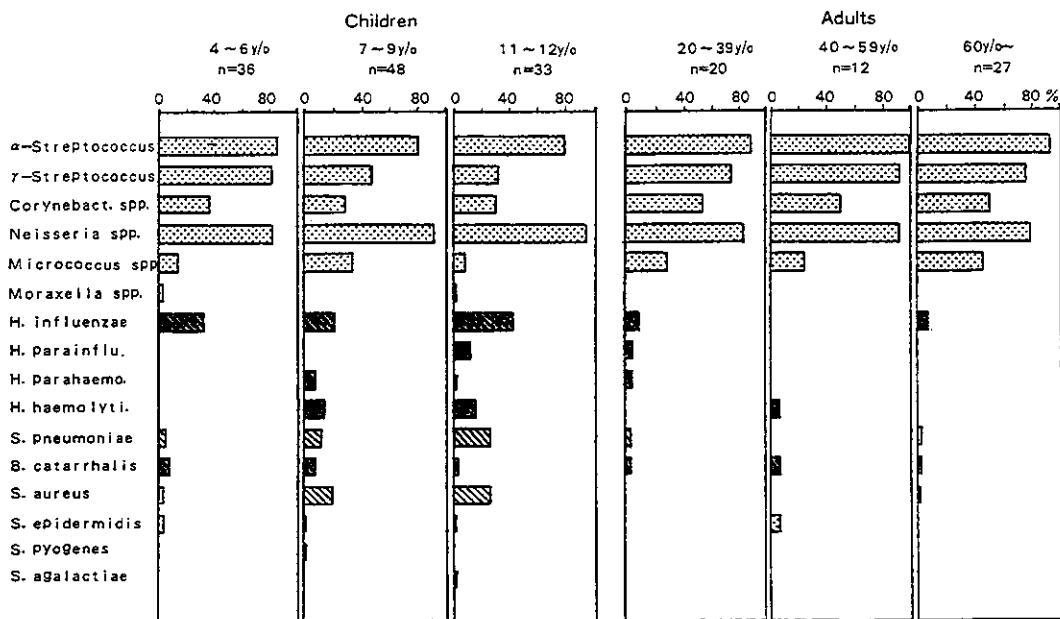 Children Adults
4~6y/o 7~9y/o 11~12y/o 20~39y/o 40~59y/o 60y/o~
n=36 n=48 n=33 n=20 n=12 n=27
0 40 80 0 40 80 0 40 80 0 40 80 0 40 80 0 40 80 %
α-Streptococcus
γ-Streptococcus
Corynebact. spp.
Neisseria spp.
Micrococcus spp
Moraxella spp.
H. influenzae
H. parainflu.
H. parahaemo.
H. haemolyti.
S. pneumoniae
B. catarrhalis
S. aureus
S. epidermidis
S. pyogenes
S. agalactiae